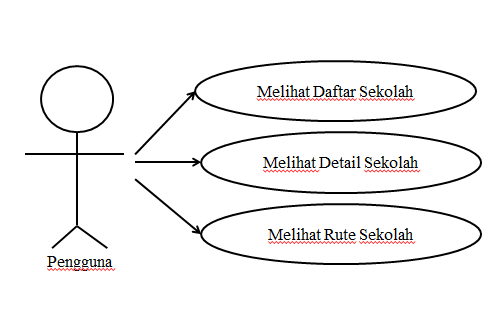 Melihat Daftar Sekolah
Melihat Detail Sekolah
Melihat Rute Sekolah
Pengguna